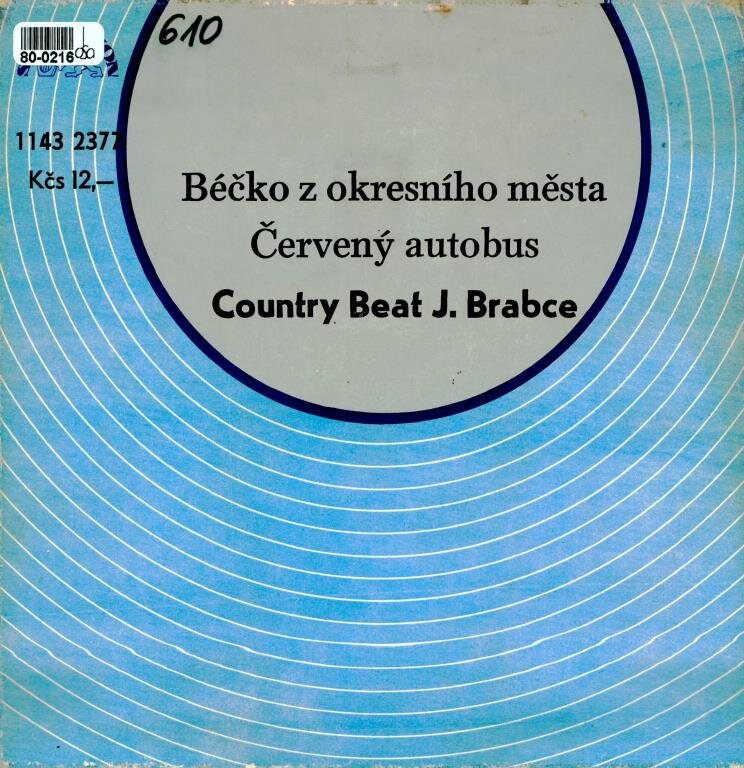 610
80-0216
1143 2377
Kčs 12,—
Béčko z okresního města
Červený autobus
Country Beat J. Brabce